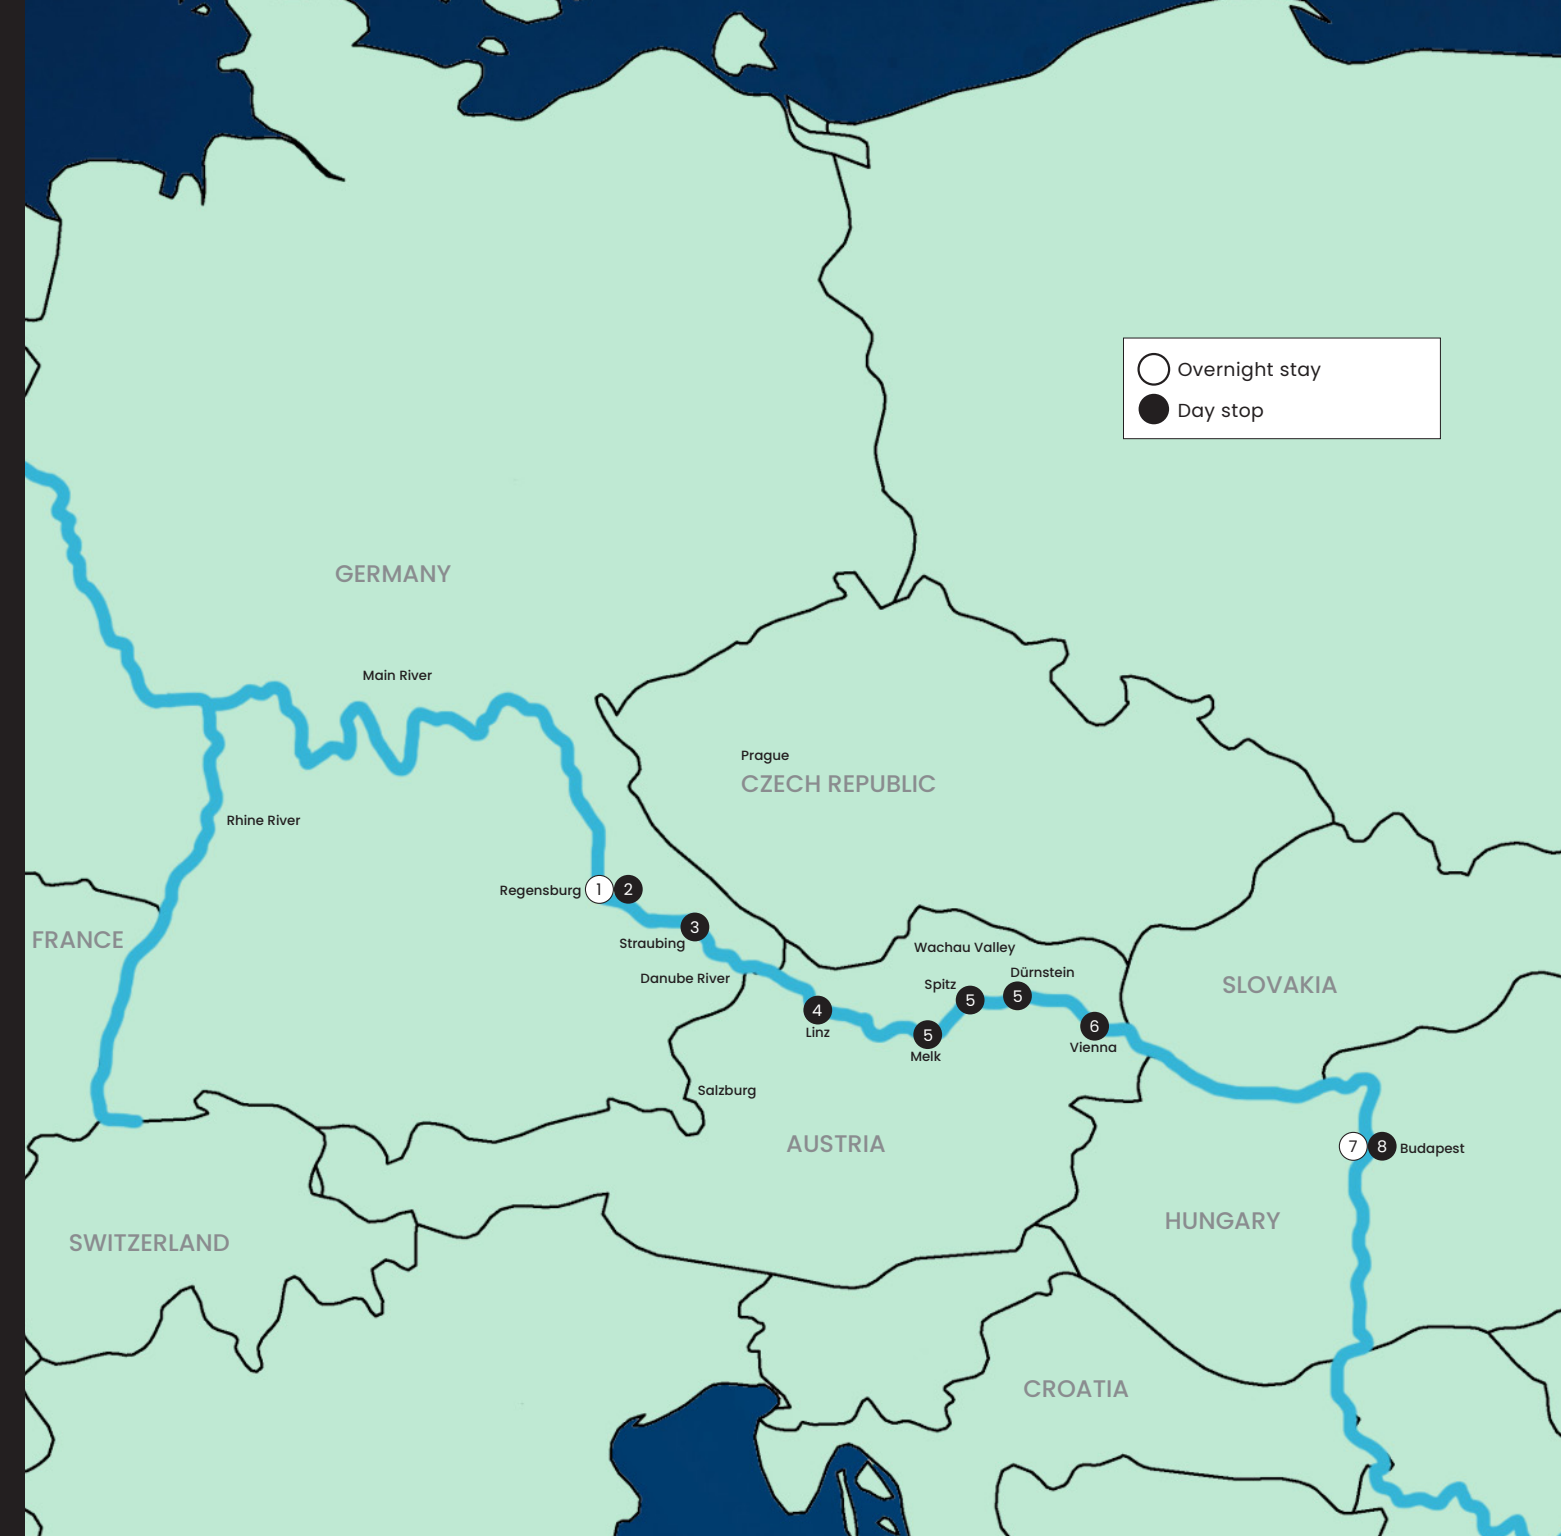 Overnight stay
Day stop
GERMANY
Main River
Prague
CZECH REPUBLIC
Rhine River
Regensburg 1 2
3
Straubing
FRANCE
Wachau Valley
Danube River
Spitz
Dürnstein
SLOVAKIA
5 5
4
Linz
5
Melk
6
Vienna
Salzburg
AUSTRIA
7 8 Budapest
HUNGARY
SWITZERLAND
CROATIA